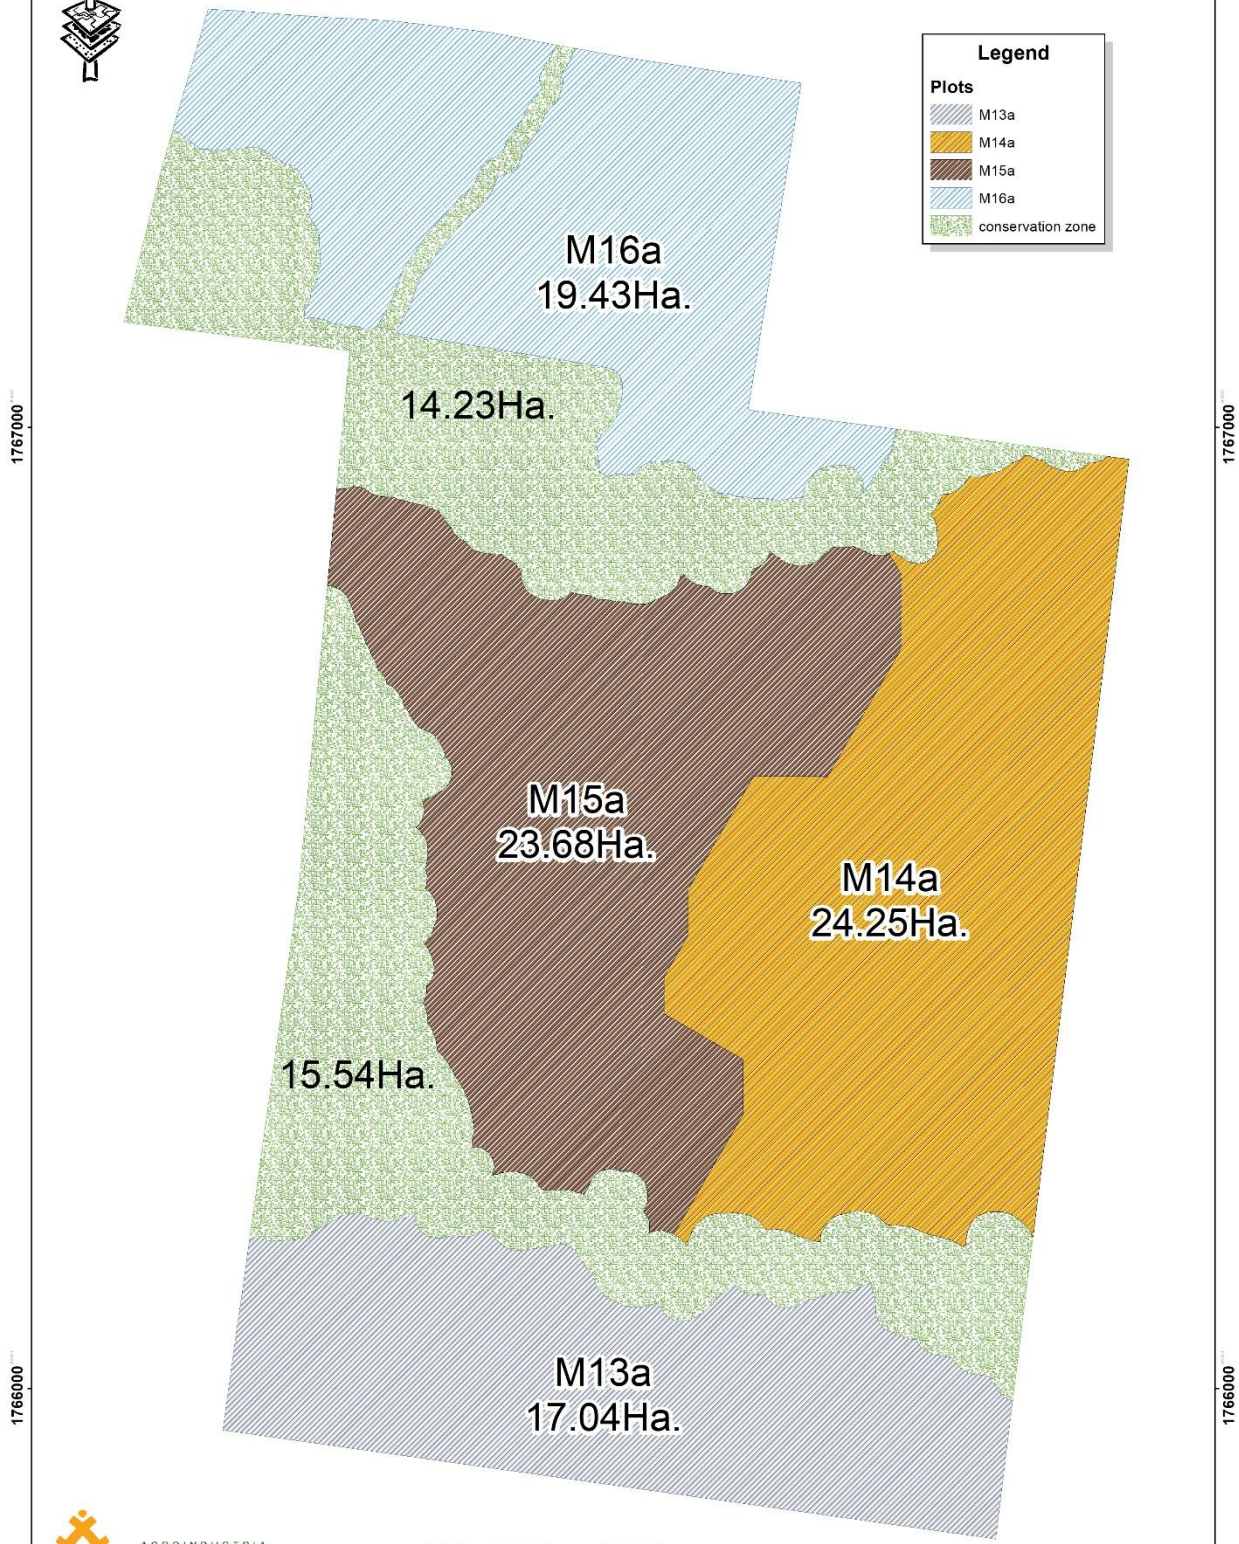 Legend
Plots
M13a
M14a
M15a
M16a
conservation zone
M16a
19.43Ha.
14.23Ha.
1767000
1767000
M15a
23.68Ha.
M14a
24.25Ha.
15.54Ha.
M13a
17.04Ha.
1766000
1766000